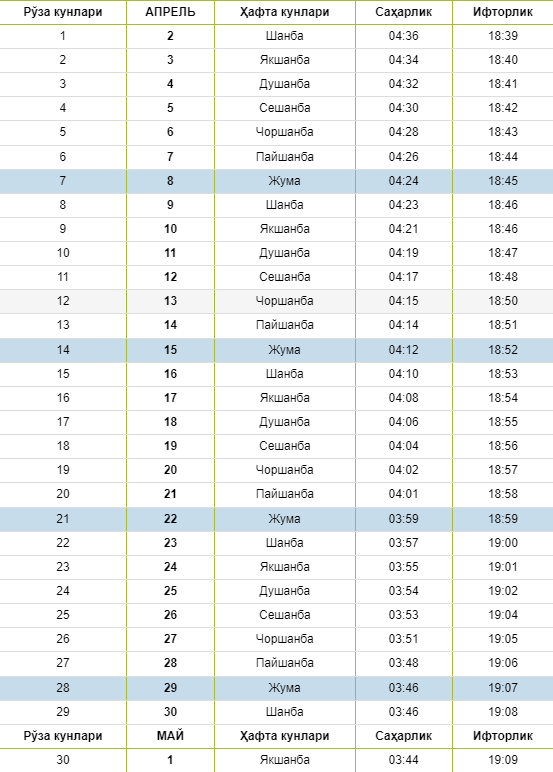 Рўза кунлари АПРЕЛЬ Ҳафта кунлари Саҳарлик Ифторлик
1 2 Шанба 04:36 18:39
2 3 Якшанба 04:34 18:40
3 4 Душанба 04:32 18:41
4 5 Сешанба 04:30 18:42
5 6 Чоршанба 04:28 18:43
6 7 Пайшанба 04:26 18:44
7 8 Жума 04:24 18:45
8 9 Шанба 04:23 18:46
9 10 Якшанба 04:21 18:46
10 11 Душанба 04:19 18:47
11 12 Сешанба 04:17 18:48
12 13 Чоршанба 04:15 18:50
13 14 Пайшанба 04:14 18:51
14 15 Жума 04:12 18:52
15 16 Шанба 04:10 18:53
16 17 Якшанба 04:08 18:54
17 18 Душанба 04:06 18:55
18 19 Сешанба 04:04 18:56
19 20 Чоршанба 04:02 18:57
20 21 Пайшанба 04:01 18:58
21 22 Жума 03:59 18:59
22 23 Шанба 03:57 19:00
23 24 Якшанба 03:55 19:01
24 25 Душанба 03:54 19:02
25 26 Сешанба 03:53 19:04
26 27 Чоршанба 03:51 19:05
27 28 Пайшанба 03:48 19:06
28 29 Жума 03:46 19:07
29 30 Шанба 03:46 19:08
Рўза кунлари МАЙ Ҳафта кунлари Саҳарлик Ифторлик
30 1 Якшанба 03:44 19:09